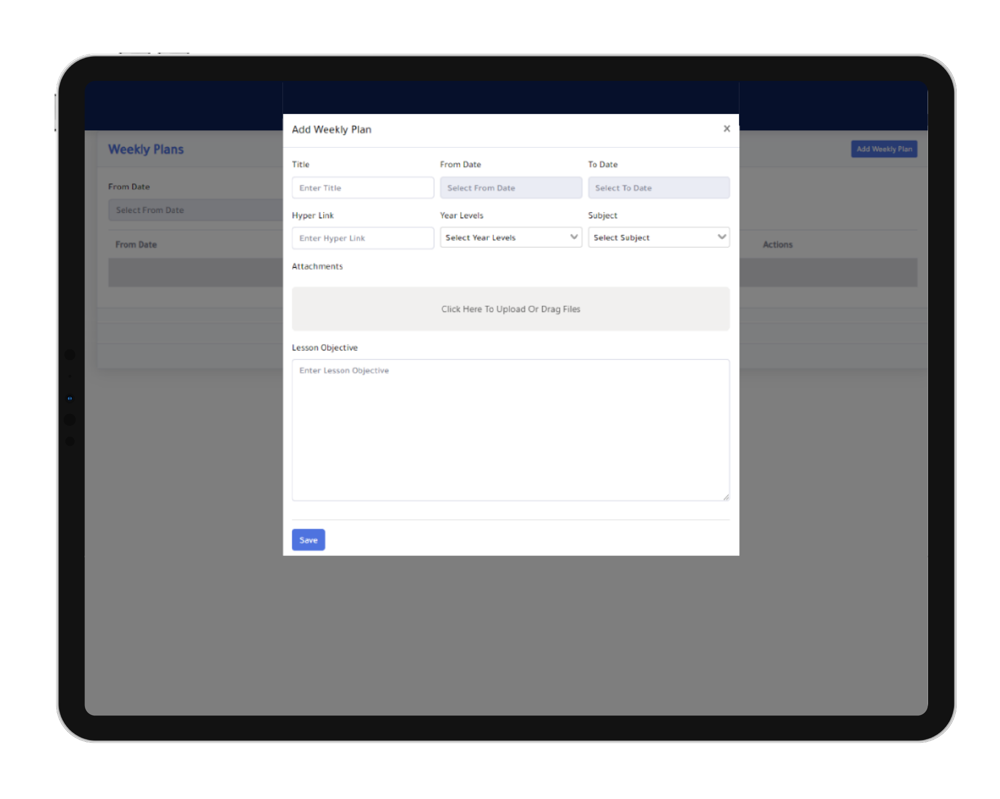 Add Weekly Plan ×
Weekly Plans
Add Weekly Plan
Title From Date To Date
Enter Title Select From Date Select To Date
From Date
Select From Date
Hyper Link Year Levels Subject
Enter Hyper Link Select Year Levels Select Subject
From Date
Actions
Attachments
Click Here To Upload Or Drag Files
Lesson Objective
Enter Lesson Objective
Save